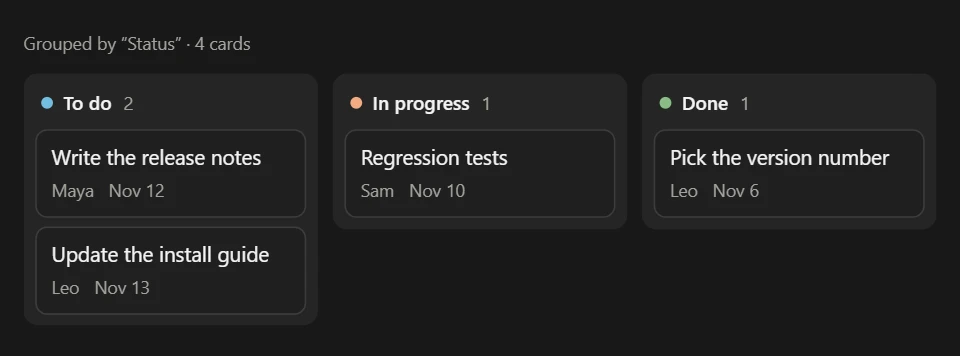 Grouped by “Status” · 4 cards
To do 2
Write the release notes
Maya Nov 12
Update the install guide
Leo Nov 13
In progress 1
Regression tests
Sam Nov 10
Done 1
Pick the version number
Leo Nov 6